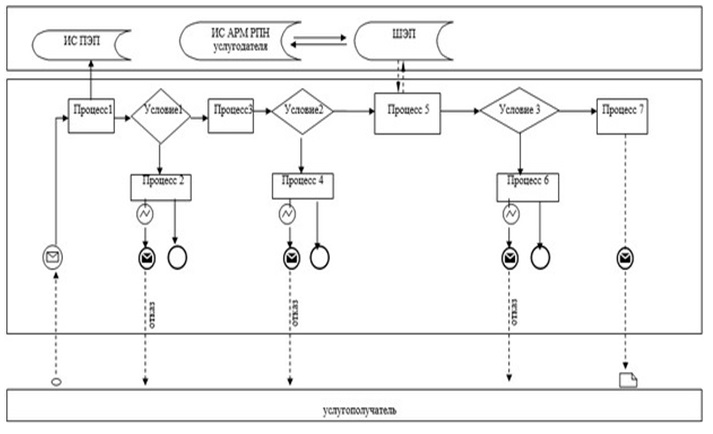 ИС ПЭП
ИС АРМ РПН
услугодателя
ШЭП
Процесс1
Условие1
Процесс3
Условие2
Процесс 5
Условие 3
Процесс 7
Процесс 2
Процесс 4
Процесс 6
отказ
отказ
отказ
услугополучатель